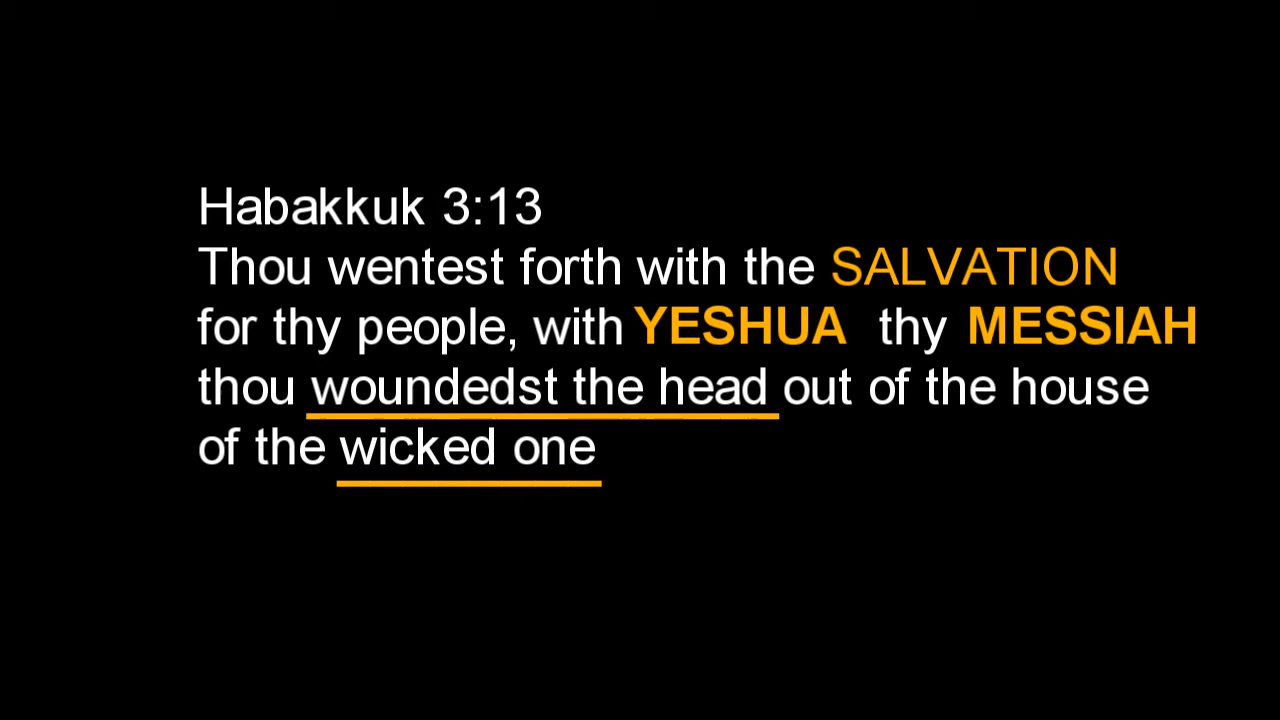 Habakkuk 3:13
Thou wentest forth with the SALVATION
for thy people, with YESHUA thy MESSIAH
thou woundedst the head out of the house
of the wicked one